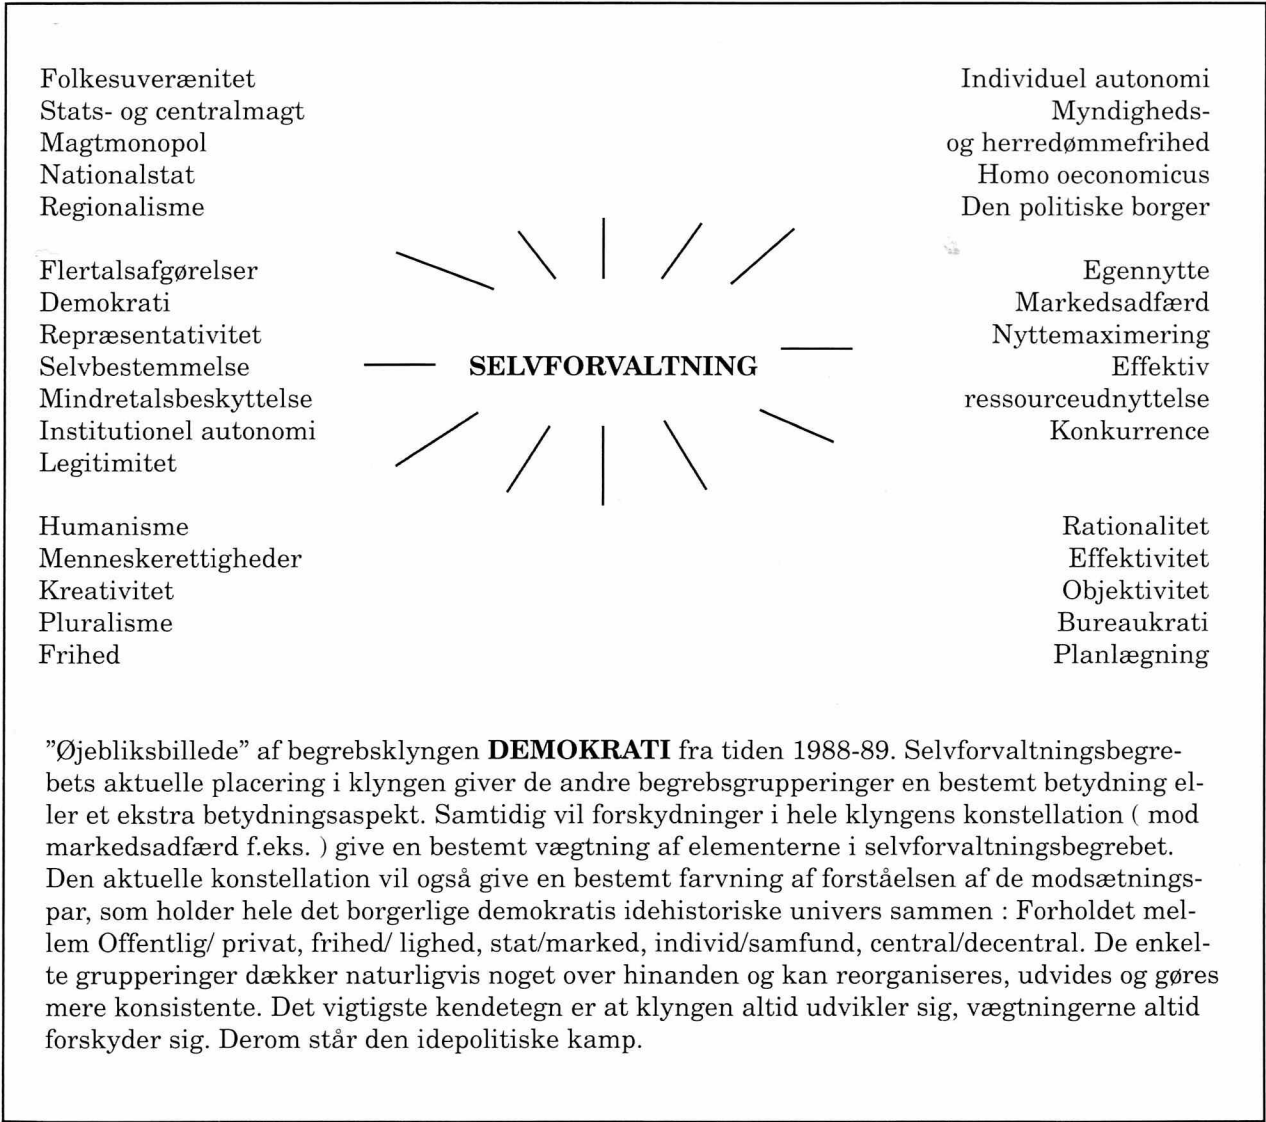 Folkesuverænitet
Stats- og centralmagt
Magtmonopol
Nationalstat
Regionalisme
Flertalsafgørelser
Demokrati
Repræsentativitet
Selvbestemmelse
Mindretalsbeskyttelse
Institutionel autonomi
Legitimitet
Humanisme
Menneskerettigheder
Kreativitet
Pluralisme
Frihed
SELVFORVALTNING
Individuel autonomi
Myndigheds-
og herredømmefrihed
Homo oeconomicus
Den politiske borger
Egennytte
Markedsadfærd
Nyttemaximering
Effektiv
ressourceudnyttelse
Konkurrence
Rationalitet
Effektivitet
Objektivitet
Bureaukrati
Planlægning
”Øjebliksbillede” af begrebsklyngen DEMOKRATI fra tiden 1988-89. Selvforvaltningsbegre-
bets aktuelle placering i klyngen giver de andre begrebsgrupperinger en bestemt betydning el-
ler et ekstra betydningsaspekt. Samtidig vil forskydninger i hele klyngens konstellation ( mod
markedsadfærd f.eks. ) give en bestemt vægtning af elementerne i selvforvaltningsbegrebet.
Den aktuelle konstellation vil også give en bestemt farvning af forståelsen af de modsætnings-
par, som holder hele det borgerlige demokratis idehistoriske univers sammen : Forholdet mel-
lem Offentlig/ privat, frihed/ lighed, stat/marked, individ/samfund, central/decentral. De enkel-
te grupperinger dækker naturligvis noget over hinanden og kan reorganiseres, udvides og gøres
mere konsistente. Det vigtigste kendetegn er at klyngen altid udvikler sig, vægtningerne altid
forskyder sig. Derom står den idepolitiske kamp.